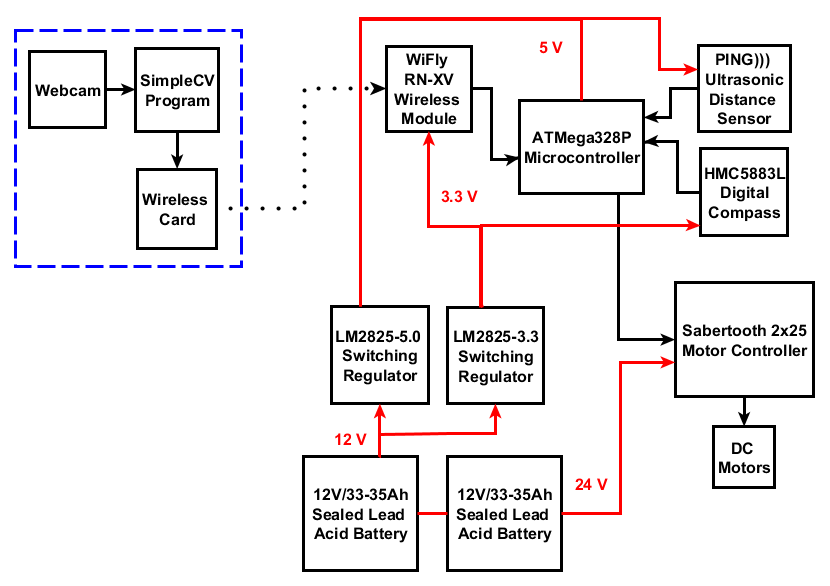 Webcam
SimpleCV
Program
Wireless
Card
WiFly
RN-XV
Wireless
Module
5 V
PING)))
Ultrasonic
Distance
Sensor
ATMega328P
Microcontroller
HMC5883L
Digital
Compass
3.3 V
LM2825-5.0
Switching
Regulator
LM2825-3.3
Switching
Regulator
Sabertooth 2x25
Motor Controller
DC
Motors
12 V
24 V
12V/33-35Ah
Sealed Lead
Acid Battery
12V/33-35Ah
Sealed Lead
Acid Battery